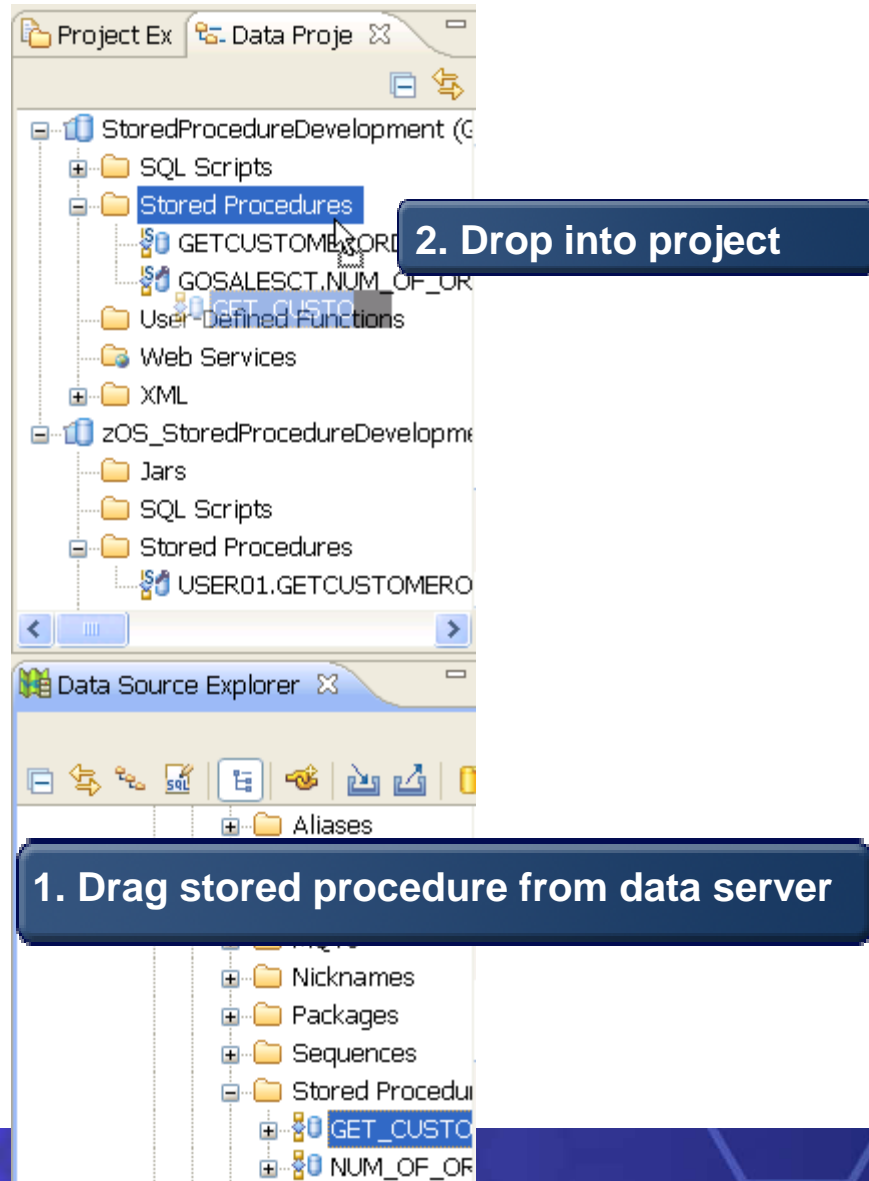 Project Ex Data Proje
StoredProcedureDevelopment (G
SQL Scripts
Stored Procedures
GETCUSTOMERORD
2. Drop into project
GOSALESCT.NUM_OF_OR
GET_CUSTO
User-Defined Functions
Web Services
XML
zOS_StoredProcedureDevelopme
Jars
SQL Scripts
Stored Procedures
USER01.GETCUSTOMERO
Data Source Explorer
SQL
Aliases
1. Drag stored procedure from data server
Nicknames
Packages
Sequences
Stored Procedu
GET_CUSTO
NUM_OF_OR